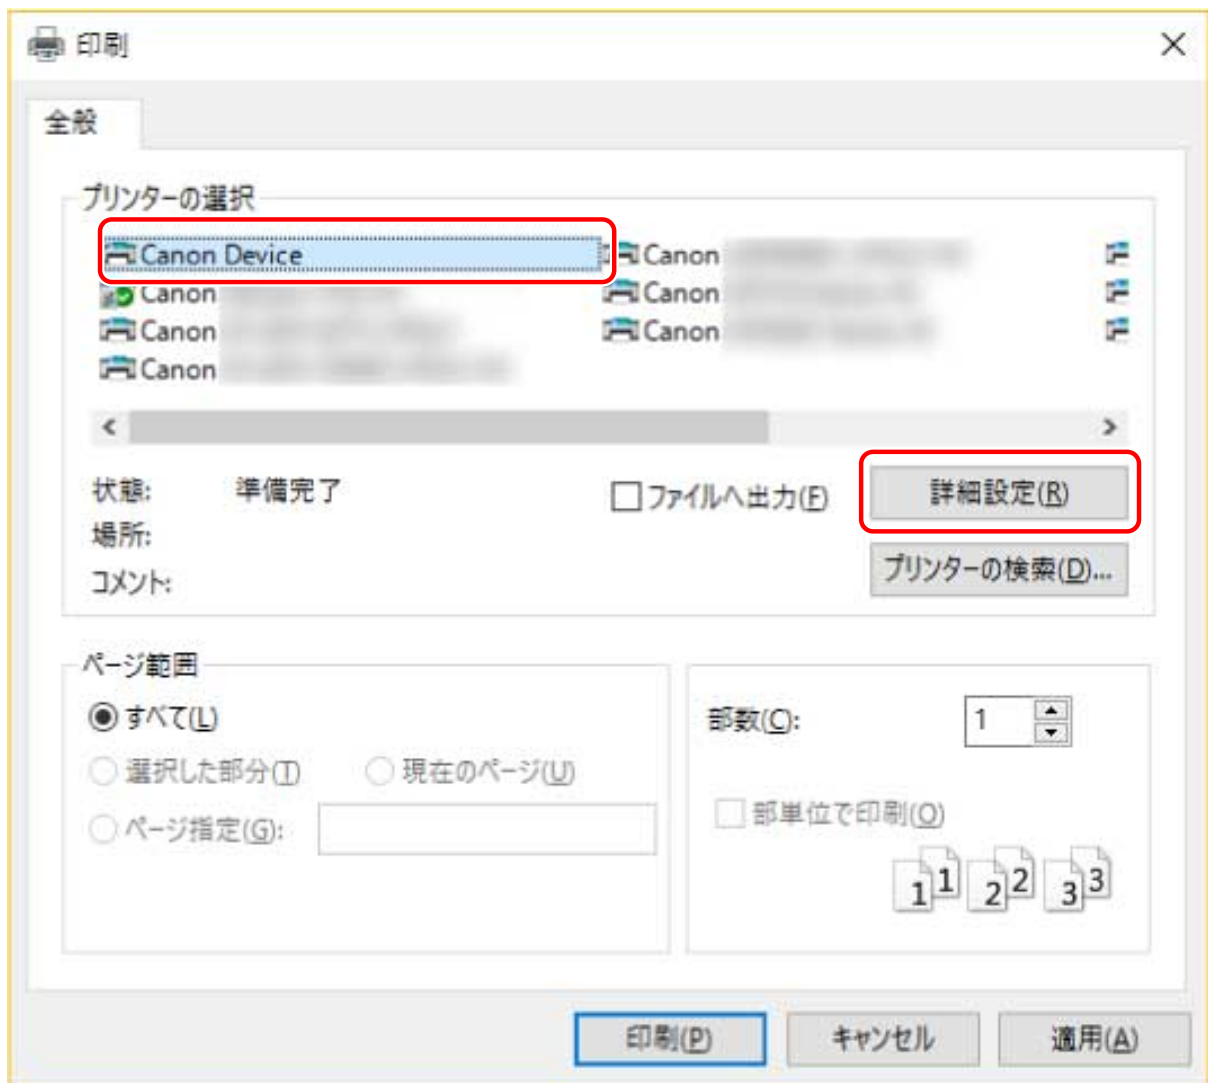 印刷
全般
プリンターの選択
Canon Device
Canon
Canon
Canon
Canon
Canon
Canon
状態: 準備完了
ファイルへ出力(F)
詳細設定(R)
場所:
プリンターの検索(D)...
コメント:
ページ範囲
すべて(L)
選択した部分(T)
現在のページ(U)
ページ指定(G):
部数(C): 1
部単位で印刷(O)
1 1 2 2 3 3
印刷(P)
キャンセル
適用(A)